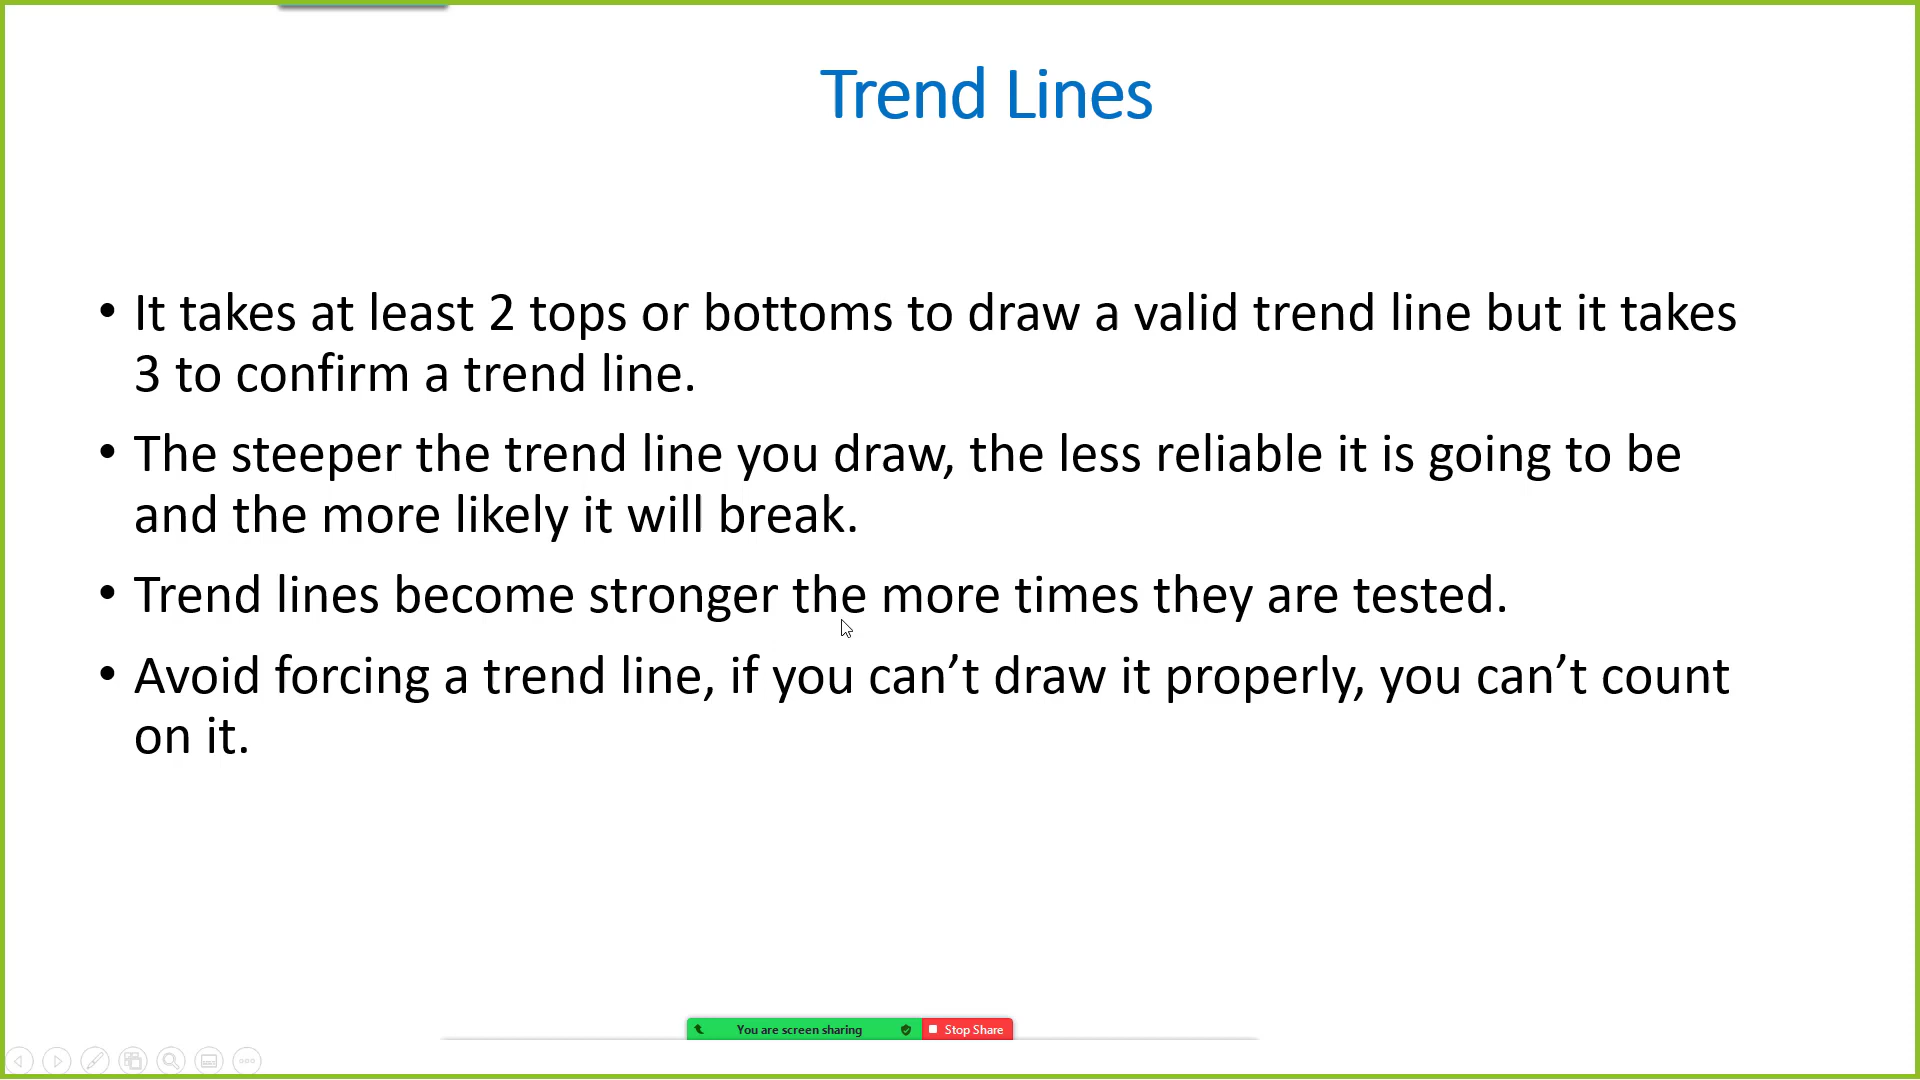 Trend Lines
• It takes at least 2 tops or bottoms to draw a valid trend line but it takes
3 to confirm a trend line.
• The steeper the trend line you draw, the less reliable it is going to be
and the more likely it will break.
• Trend lines become stronger the more times they are tested.
• Avoid forcing a trend line, if you can’t draw it properly, you can’t count
on it.
You are screen sharing Stop Share